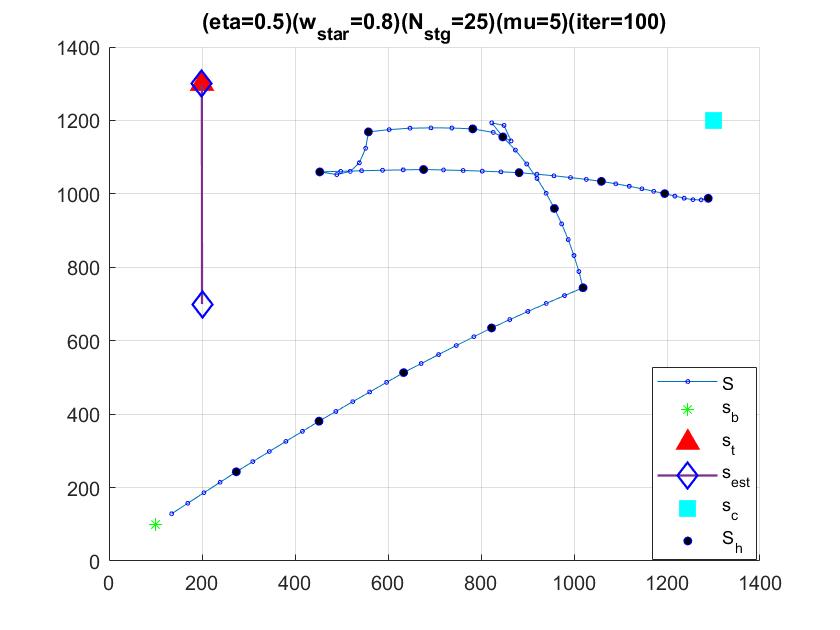 (eta=0.5)(w_star=0.8)(N_stg=25)(mu=5)(iter=100)
1400
1200
1000
800
600
400
200
0
0 200 400 600 800 1000 1200 1400
S
s_b
s_t
s_est
s_c
S_h